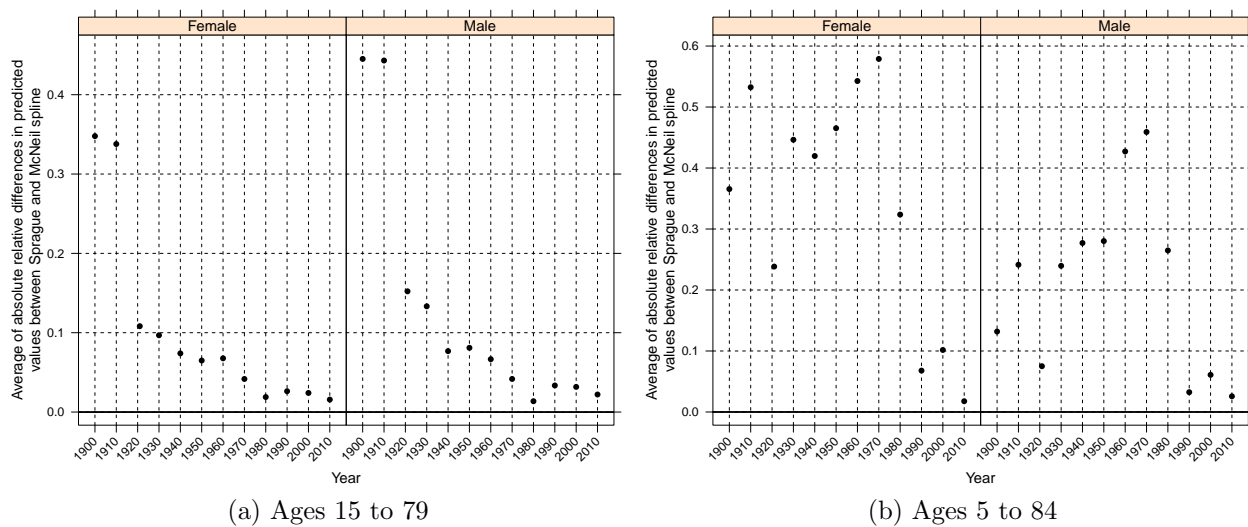 Female
Male
Average of absolute relative differences in predicted
values between Sprague and McNeil spline
0.4
0.3
0.2
0.1
0.0
1900 1910 1920 1930 1940 1950 1960 1970 1980 1990 2000 2010
1900 1910 1920 1930 1940 1950 1960 1970 1980 1990 2000 2010
Year
(a) Ages 15 to 79
Female
Male
Average of absolute relative differences in predicted
values between Sprague and McNeil spline
0.6
0.5
0.4
0.3
0.2
0.1
0.0
1900 1910 1920 1930 1940 1950 1960 1970 1980 1990 2000 2010
1900 1910 1920 1930 1940 1950 1960 1970 1980 1990 2000 2010
Year
(b) Ages 5 to 84